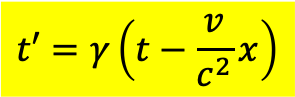 t′ = γ (t − v/c² x)